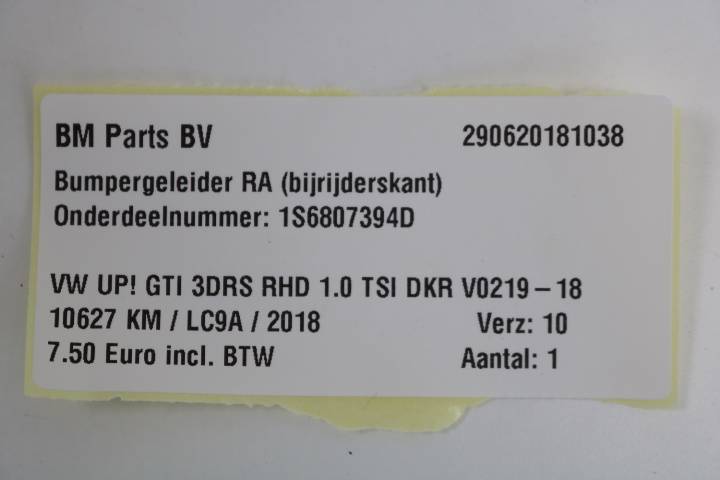 BM Parts BV 290620181038
Bumpergeleider RA (bijrijderskant)
Onderdeelnummer: 1S6807394D
VW UP! GTI 3DRS RHD 1.0 TSI DKR V0219-18
10627 KM / LC9A / 2018 Verz: 10
7.50 Euro incl. BTW Aantal: 1